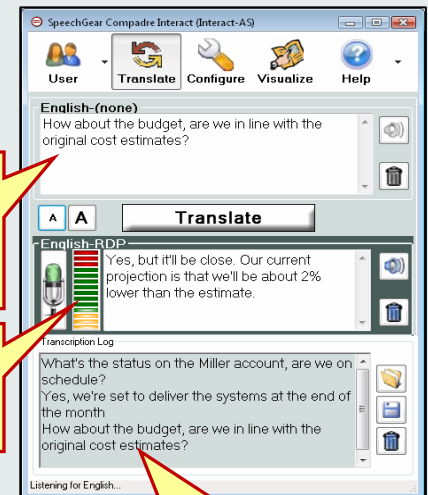 SpeechGear Compadre Interact (Interact-AS)
User Translate Configure Visualize Help
English-(none)
How about the budget, are we in line with the
original cost estimates?
A A Translate
English-RDP
Yes, but it'll be close. Our current
projection is that we'll be about 2%
lower than the estimate.
Transcription Log
What's the status on the Miller account, are we on
schedule?
Yes, we're set to deliver the systems at the end of
the month
How about the budget, are we in line with the
original cost estimates?
Listening for English...